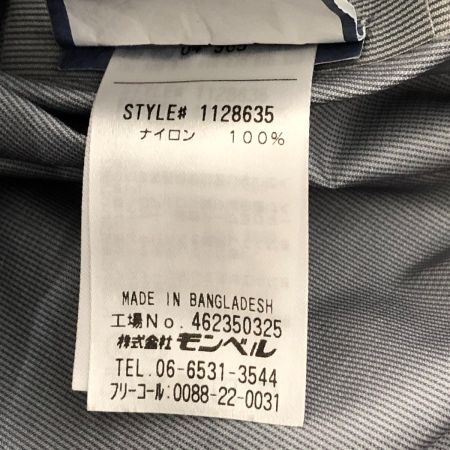 STYLE# 1128635
ナイロン 100%
MADE IN BANGLADESH
工場No. 462350325
株式会社モンベル
TEL. 06-6531-3544
フリーコール:0088-22-0031